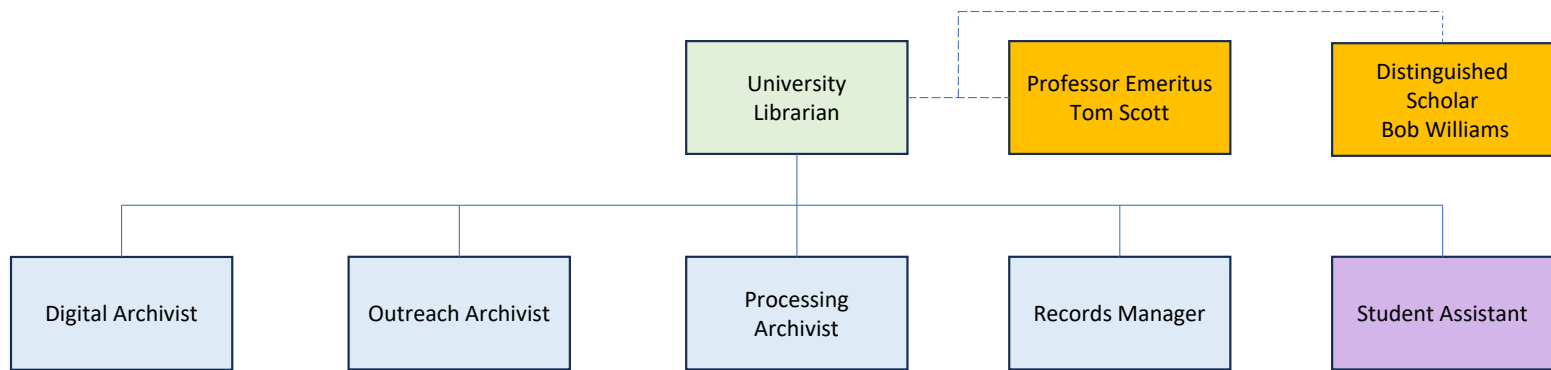 University
Librarian
Professor Emeritus
Tom Scott
Distinguished
Scholar
Bob Williams
Digital Archivist
Outreach Archivist
Processing
Archivist
Records Manager
Student Assistant